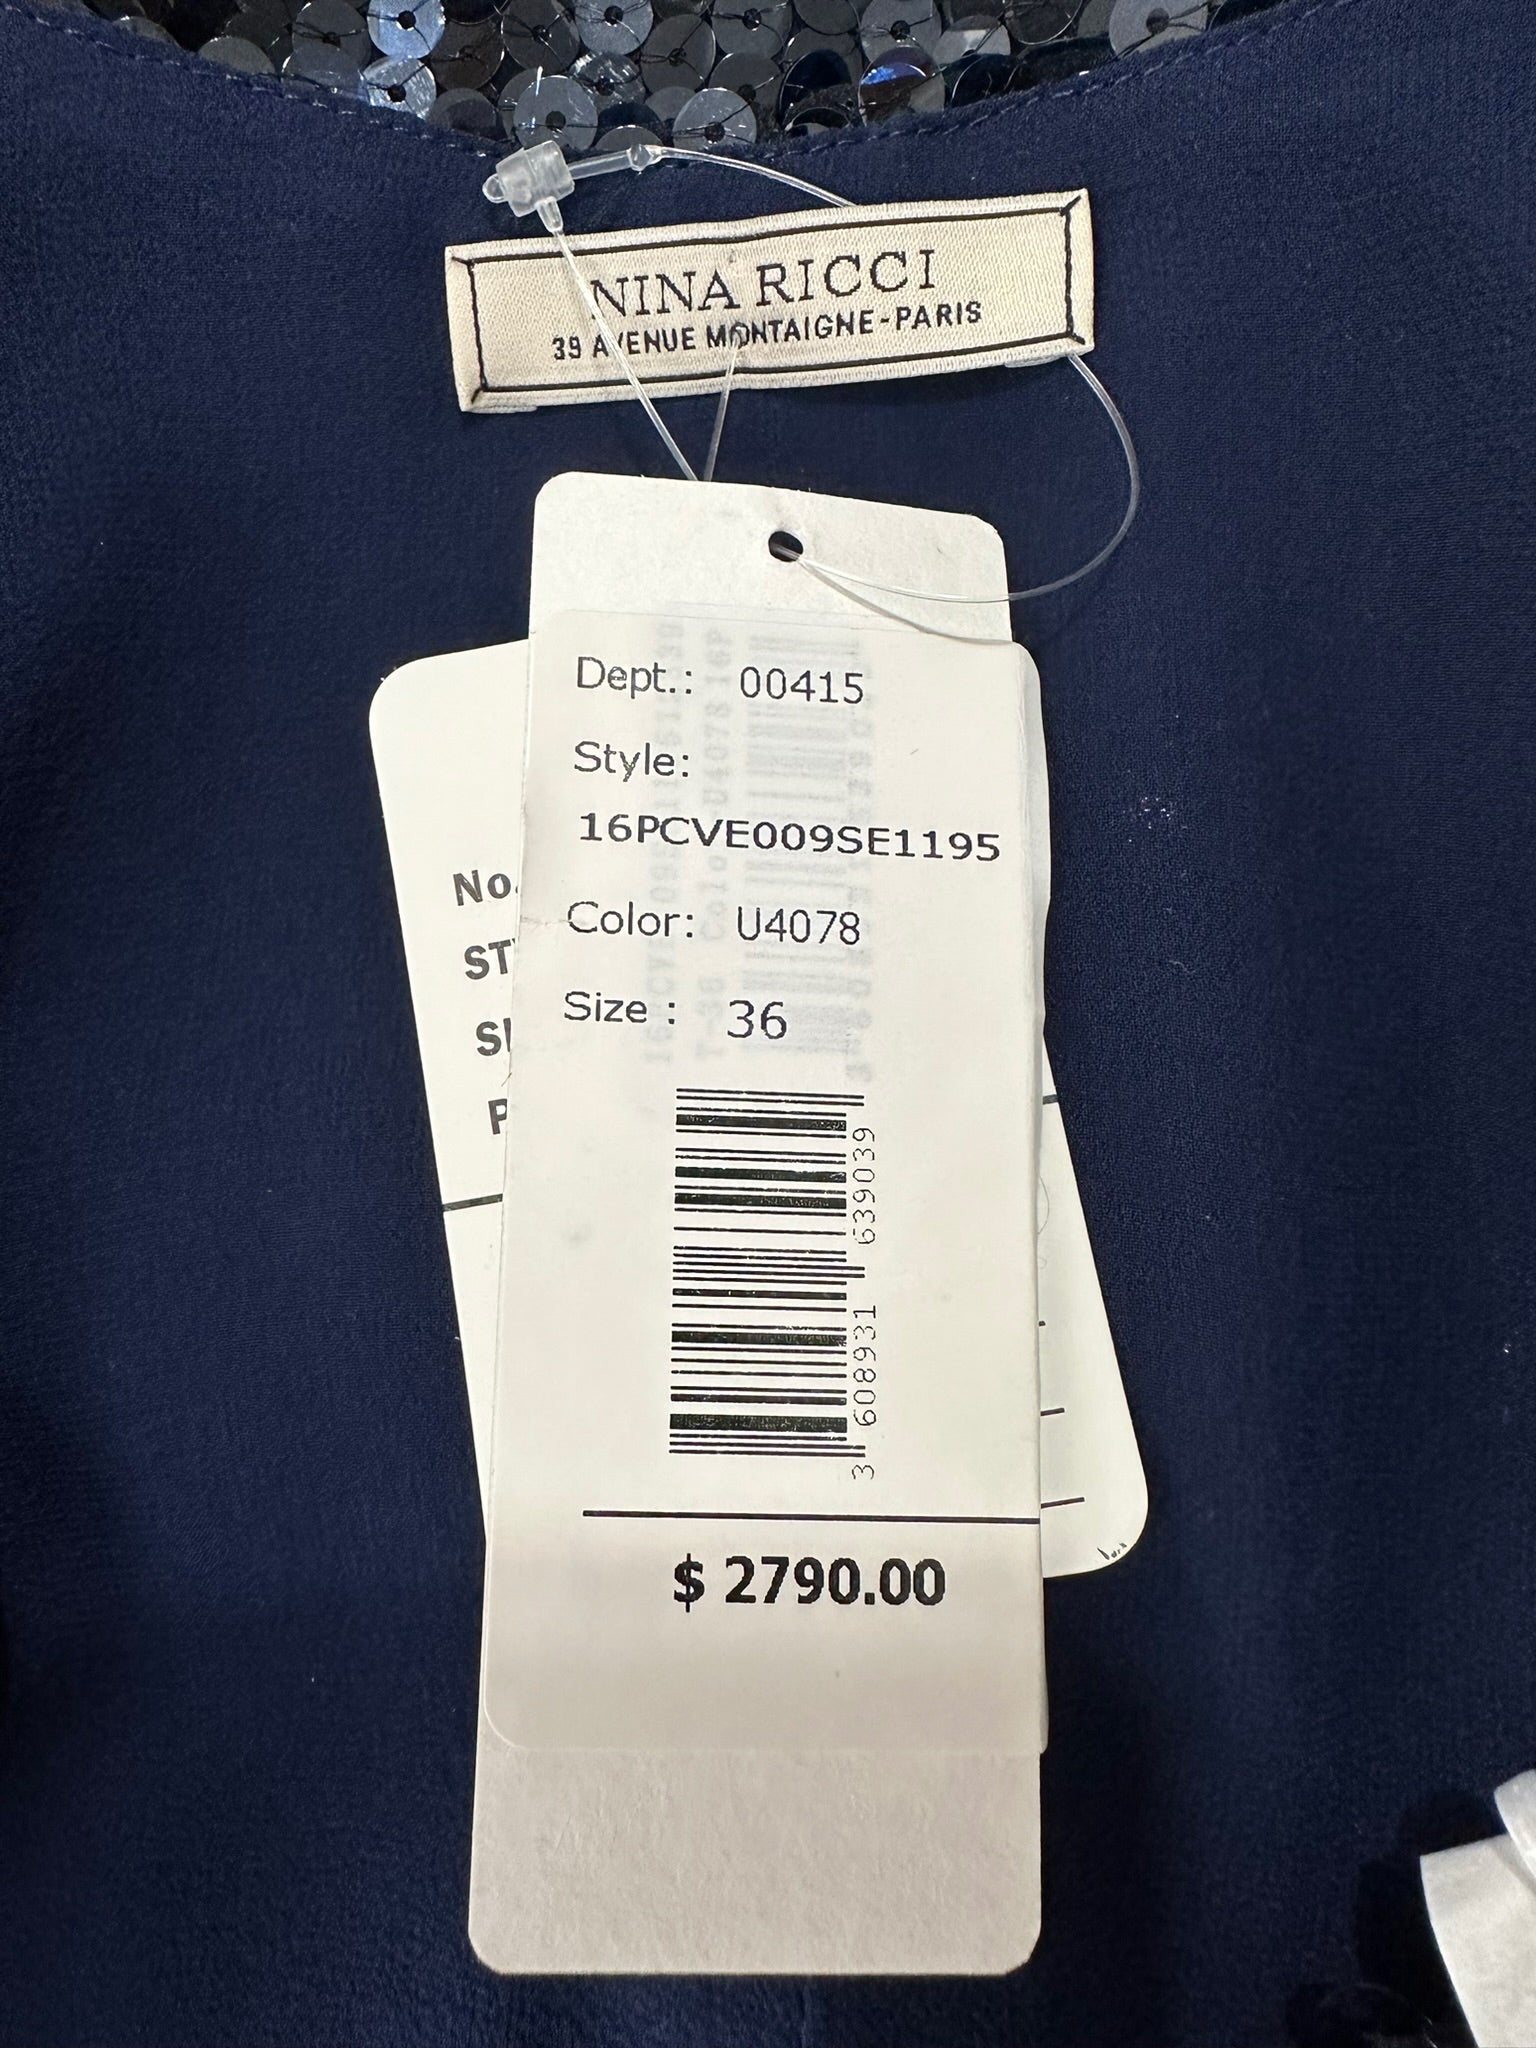 NINA RICCI
39 AVENUE MONTAIGNE-PARIS
Dept.: 00415
Style:
16PCVE009SE1195
Color: U4078
Size : 36
3 608931 639039
$ 2790.00
No.